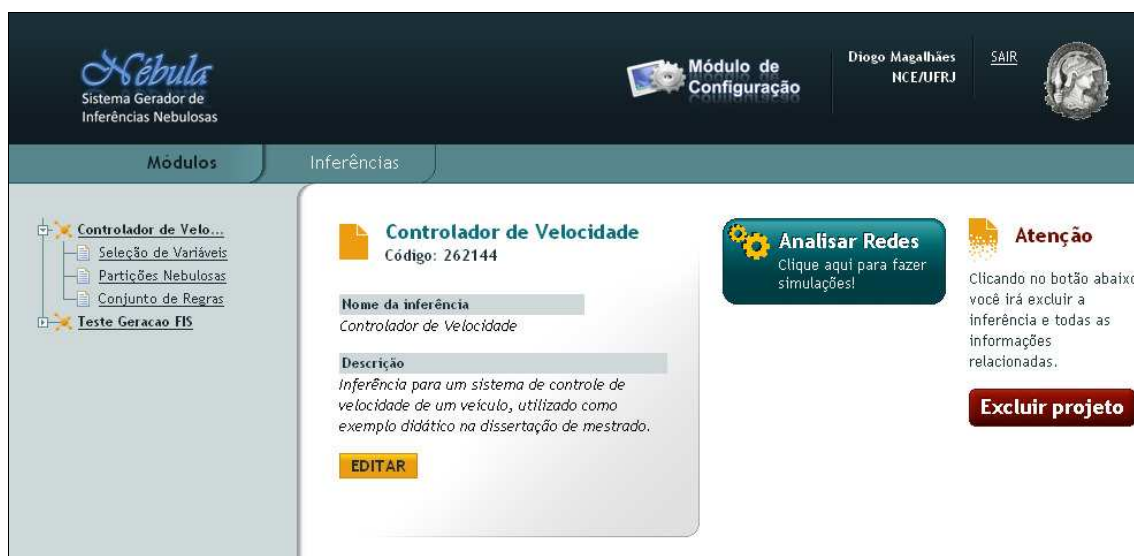 Nébula
Sistema Gerador de
Inferências Nebulosas
Módulo de
Configuração
Diogo Magalhães
NCE/UFRJ
SAIR
Módulos
Inferências
Controlador de Velo...
Seleção de Variáveis
Partições Nebulosas
Conjunto de Regras
Teste Geracao FIS
Controlador de Velocidade
Código: 262144
Nome da inferência
Controlador de Velocidade
Descrição
Inferência para um sistema de controle de
velocidade de um veículo, utilizado como
exemplo didático na dissertação de mestrado.
EDITAR
Analisar Redes
Clique aqui para fazer
simulações!
Atenção
Clicando no botão abaixo
você irá excluir a
inferência e todas as
informações
relacionadas.
Excluir projeto